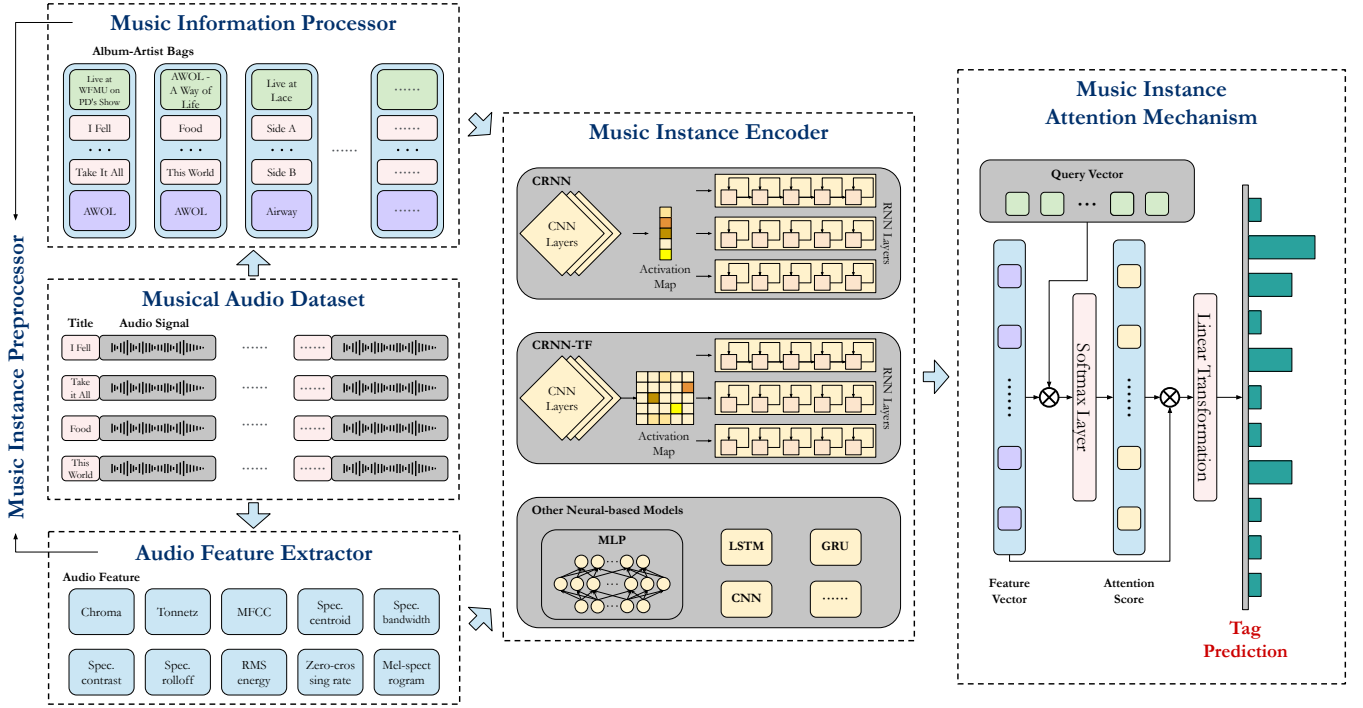 Music Instance Preprocessor
Music Information Processor
Album-Artist Bags
Live at
WFMU on
PD's Show
I Fell
• • •
Take It All
AWOL
AWOL -
A Way of
Life
Food
• • •
This World
AWOL
Live at
Lace
Side A
• • •
Side B
Airway
······
······
······
• • •
······
······
Musical Audio Dataset
Title
Audio Signal
I Fell
······
······
Take
it All
······
······
Food
······
······
This
World
······
······
Audio Feature Extractor
Audio Feature
Chroma
Tonnetz
MFCC
Spec.
centroid
Spec.
bandwidth
Spec.
contrast
Spec.
rolloff
RMS
energy
Zero-cros
sing rate
Mel-spect
rogram
Music Instance Encoder
CRNN
CNN
Layers
Activation
Map
RNN Layers
CRNN-TF
CNN
Layers
Activation
Map
RNN Layers
Other Neural-based Models
MLP
LSTM
GRU
CNN
······
Music Instance
Attention Mechanism
Query Vector
Softmax Layer
Linear Transformation
Feature
Vector
Attention
Score
Tag
Prediction